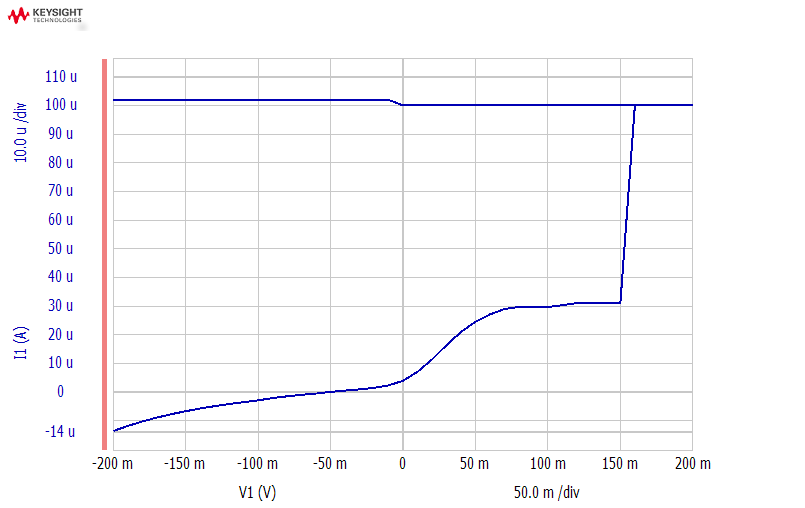 KEYSIGHT
TECHNOLOGIES
110 u
100 u
90 u
80 u
70 u
60 u
50 u
40 u
30 u
20 u
10 u
0
-14 u
10.0 u /div
I1 (A)
-200 m -150 m -100 m -50 m 0 50 m 100 m 150 m 200 m
V1 (V) 50.0 m /div